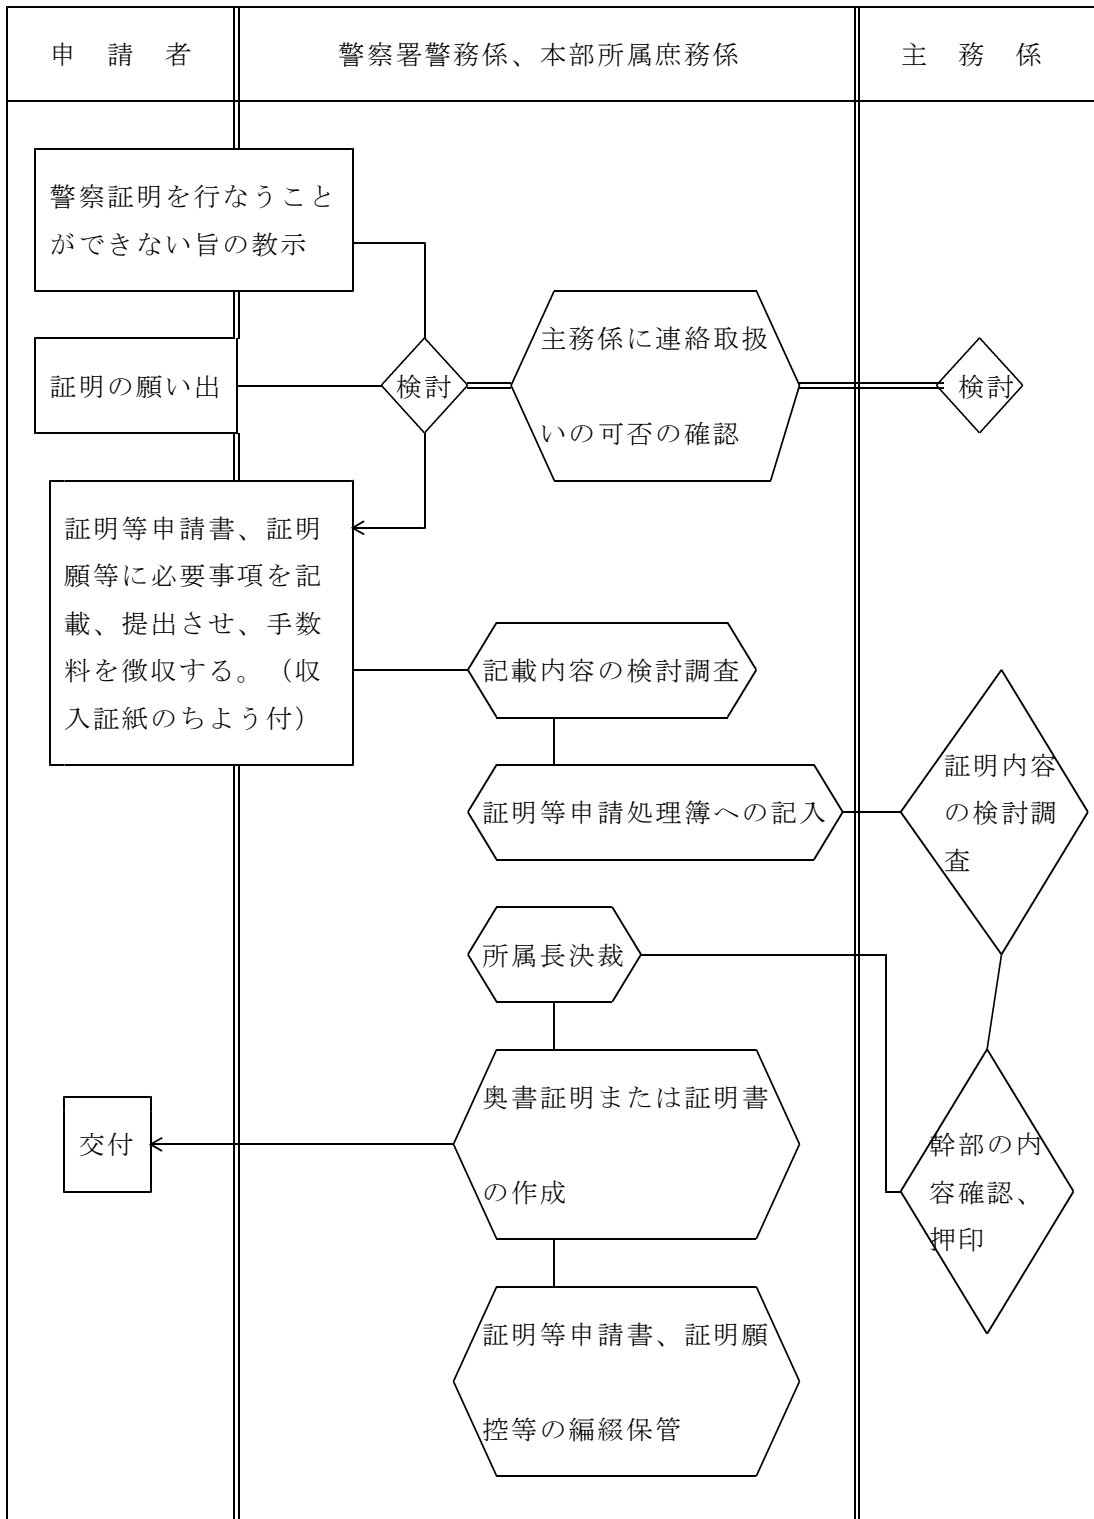 申請者
警察署警務係、本部所属庶務係
主務係
警察証明を行なうこと
ができない旨の教示
証明の願い出
検討
主務係に連絡取扱
いの可否の確認
検討
証明等申請書、証明
願等に必要事項を記
載、提出させ、手数
料を徴収する。（収
入証紙のちよう付）
記載内容の検討調査
証明等申請処理簿への記入
証明内容
の検討調
査
所属長決裁
奥書証明または証明書
の作成
交付
幹部の内
容確認、
押印
証明等申請書、証明願
控等の編綴保管